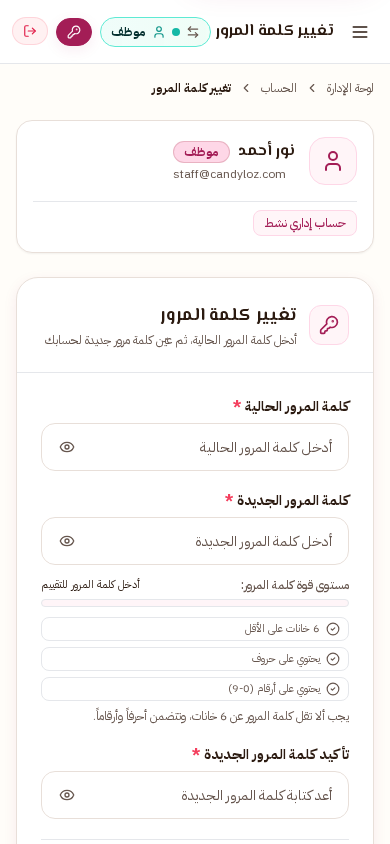 تغيير كلمة المرور
موظف
لوحة الإدارة
الحساب
تغيير كلمة المرور
نور أحمد
موظف
staff@candyloz.com
حساب إداري نشط
تغيير كلمة المرور
أدخل كلمة المرور الحالية، ثم عيّن كلمة مرور جديدة لحسابك
كلمة المرور الحالية *
أدخل كلمة المرور الحالية
كلمة المرور الجديدة *
أدخل كلمة المرور الجديدة
مستوى قوة كلمة المرور:
أدخل كلمة المرور للتقييم
6 خانات على الأقل
يحتوي على حروف
يحتوي على أرقام (0-9)
يجب ألا تقل كلمة المرور عن 6 خانات، وتتضمن أحرفاً وأرقاماً.
تأكيد كلمة المرور الجديدة *
أعد كتابة كلمة المرور الجديدة